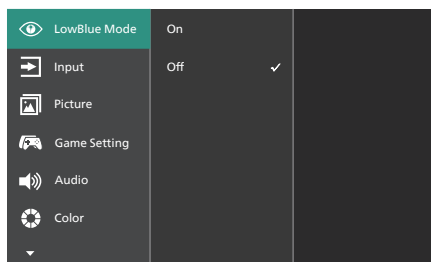 LowBlue Mode
On
Input
Off
Picture
Game Setting
Audio
Color